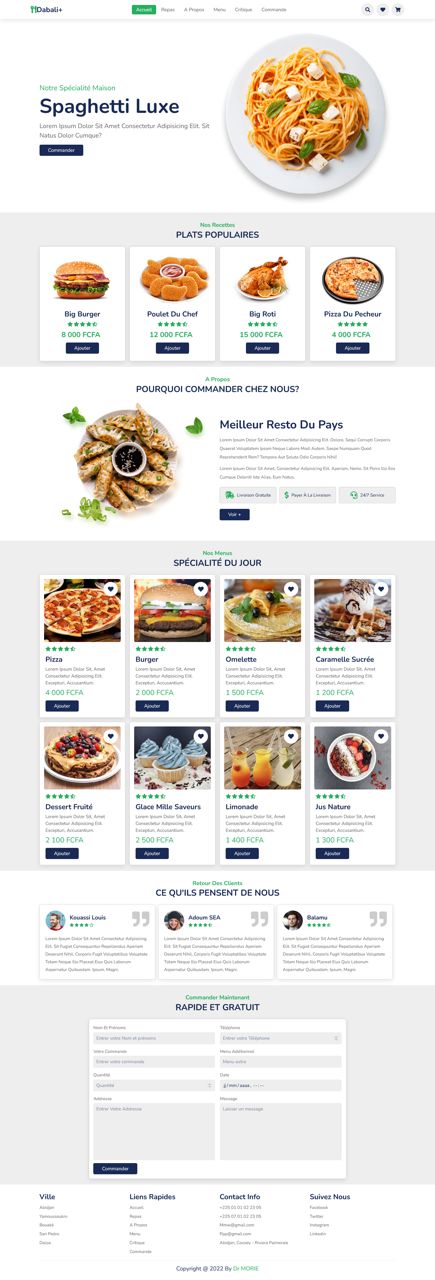 Dabali+
Accueil Repas A Propos Menu Critique Commande
Notre Spécialité Maison
Spaghetti Luxe
Lorem Ipsum Dolor Sit Amet Consectetur Adipisicing Elit. Sit
Natus Dolor Cumque?
Commander
Nos Recettes
PLATS POPULAIRES
Big Burger Poulet Du Chef Big Roti Pizza Du Pecheur
8 000 FCFA 12 000 FCFA 15 000 FCFA 4 000 FCFA
Ajouter Ajouter Ajouter Ajouter
A Propos
POURQUOI COMMANDER CHEZ NOUS?
Meilleur Resto Du Pays
Lorem Ipsum Dolor Sit Amet Consectetur Adipisicing Elit. Dolore, Sequi Corrupti Corporis
Quaerat Voluptatem Ipsam Neque Labore Modi Autem, Saepe Numquam Quod
Reprehenderit Rem? Tempora Aut Soluta Odio Corporis Nihil!
Lorem Ipsum Dolor Sit Amet, Consectetur Adipisicing Elit. Aperiam, Nemo. Sit Porro Illo Eos
Cumque Deleniti Iste Alias, Eum Natus.
Livraison Gratuite Payer À La Livraison 24/7 Service
Voir +
Nos Menus
SPÉCIALITÉ DU JOUR
Pizza Burger Omelette Caramelle Sucrée
Lorem Ipsum Dolor Sit, Amet Lorem Ipsum Dolor Sit, Amet Lorem Ipsum Dolor Sit, Amet Lorem Ipsum Dolor Sit, Amet
Consectetur Adipisicing Elit. Consectetur Adipisicing Elit. Consectetur Adipisicing Elit. Consectetur Adipisicing Elit.
Excepturi, Accusantium. Excepturi, Accusantium. Excepturi, Accusantium. Excepturi, Accusantium.
4 000 FCFA 2 000 FCFA 1 500 FCFA 1 200 FCFA
Ajouter Ajouter Ajouter Ajouter
Dessert Fruité Glace Mille Saveurs Limonade Jus Nature
Lorem Ipsum Dolor Sit, Amet Lorem Ipsum Dolor Sit, Amet Lorem Ipsum Dolor Sit, Amet Lorem Ipsum Dolor Sit, Amet
Consectetur Adipisicing Elit. Consectetur Adipisicing Elit. Consectetur Adipisicing Elit. Consectetur Adipisicing Elit.
Excepturi, Accusantium. Excepturi, Accusantium. Excepturi, Accusantium. Excepturi, Accusantium.
2 100 FCFA 2 500 FCFA 1 400 FCFA 1 300 FCFA
Ajouter Ajouter Ajouter Ajouter
Retour Des Clients
CE QU'ILS PENSENT DE NOUS
Kouassi Louis Adoum SEA Balamu
Lorem Ipsum Dolor Sit Amet Consectetur Adipisicing Lorem Ipsum Dolor Sit Amet Consectetur Adipisicing Lorem Ipsum Dolor Sit Amet Consectetur Adipisicing
Elit. Sit Fugiat Consequuntur Repudiandae Aperiam Elit. Sit Fugiat Consequuntur Repudiandae Aperiam Elit. Sit Fugiat Consequuntur Repudiandae Aperiam
Deserunt Nihil, Corporis Fugit Voluptatibus Voluptate Deserunt Nihil, Corporis Fugit Voluptatibus Voluptate Deserunt Nihil, Corporis Fugit Voluptatibus Voluptate
Totam Neque Illo Placeat Eius Quis Laborum Totam Neque Illo Placeat Eius Quis Laborum Totam Neque Illo Placeat Eius Quis Laborum
Aspernatur Quibusdam. Ipsam, Magni. Aspernatur Quibusdam. Ipsam, Magni. Aspernatur Quibusdam. Ipsam, Magni.
Commander Maintenant
RAPIDE ET GRATUIT
Nom Et Prénoms Téléphone
Entrer votre Nom et prénoms Entrer votre Téléphone
Votre Commande Menu Additionnel
Entrer votre commande Menu extra
Quantité Date
Quantité jj/mm/aaaa, --:--
Addresse Message
Entrer Votre Addresse Laisser un message
Commander
Ville Liens Rapides Contact Info Suivez Nous
Abidjan Accueil +225 01 01 02 23 05 Facebook
Yamoussoukro Repas +225 07 01 02 23 05 Twitter
Bouaké A Propos Instagram
San Pedro Menu LinkedIn
Daloa Critique Abidjan, Cocody - Riviera Palmeraie
Commande
Copyright @ 2022 By Dr MORIE